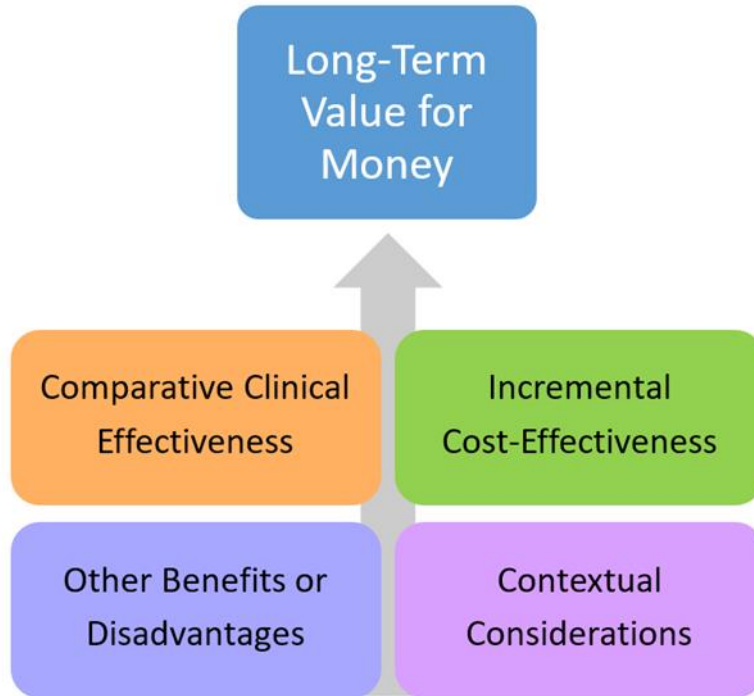 Long-Term
Value for
Money
Comparative Clinical
Effectiveness
Incremental
Cost-Effectiveness
Other Benefits or
Disadvantages
Contextual
Considerations